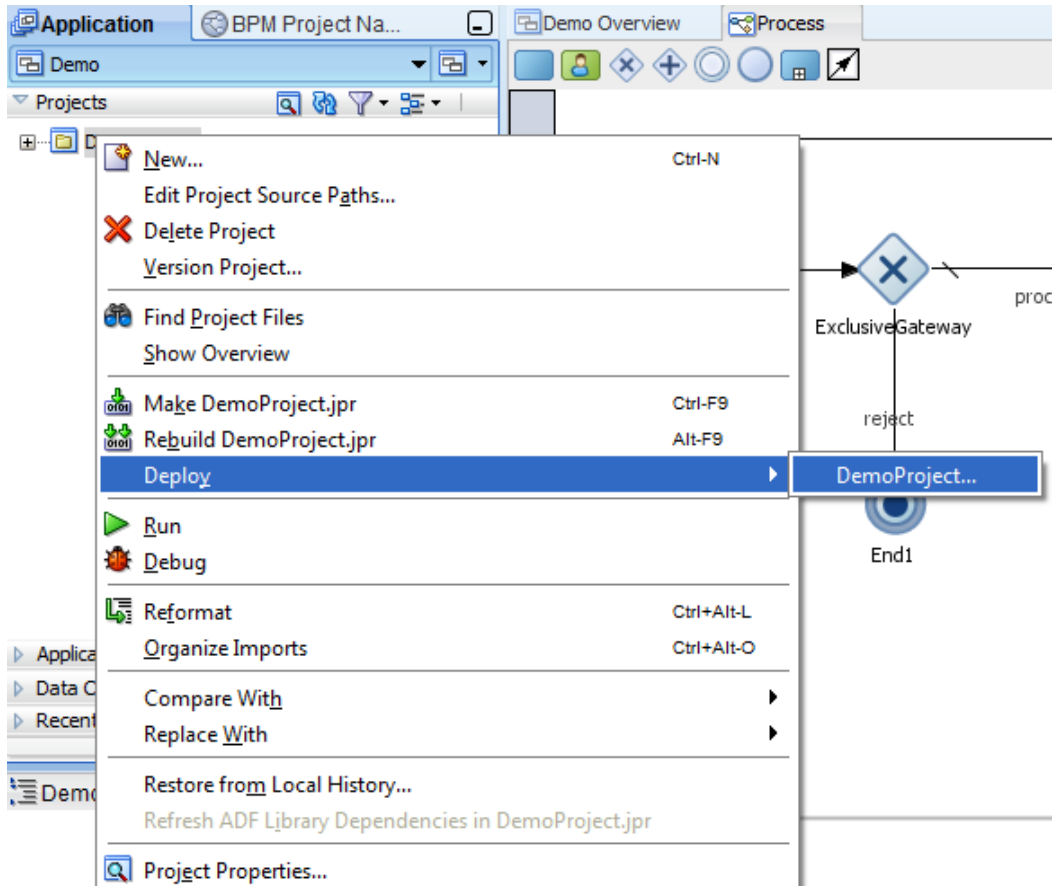 Application BPM Project Na... Demo Overview Process
Demo
Projects
D
New... Ctrl-N
Edit Project Source Paths...
Delete Project
Version Project...
Find Project Files
Show Overview
Make DemoProject.jpr Ctrl-F9
Rebuild DemoProject.jpr Alt-F9
Deploy
DemoProject...
Run
Debug
Reformat Ctrl+Alt-L
Organize Imports Ctrl+Alt-O
Compare With
Replace With
Restore from Local History...
Refresh ADF Library Dependencies in DemoProject.jpr
Project Properties...
Applica
Data C
Recent
Demo
ExclusiveGateway
proc
reject
End1